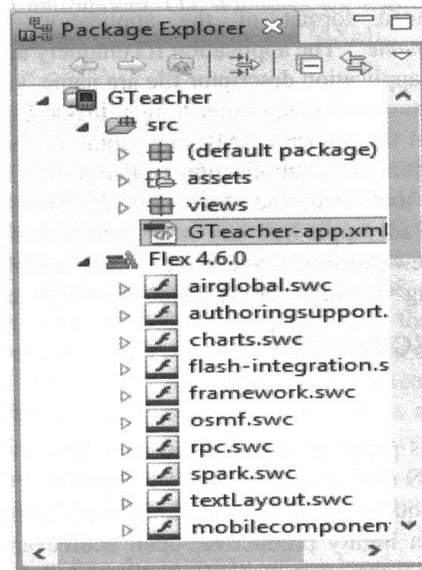 Package Explorer
GTeacher
src
(default package)
assets
views
GTeacher-app.xml
Flex 4.6.0
airglobal.swc
authoringsupport.
charts.swc
flash-integration.s
framework.swc
osmf.swc
rpc.swc
spark.swc
textLayout.swc
mobilecomponen